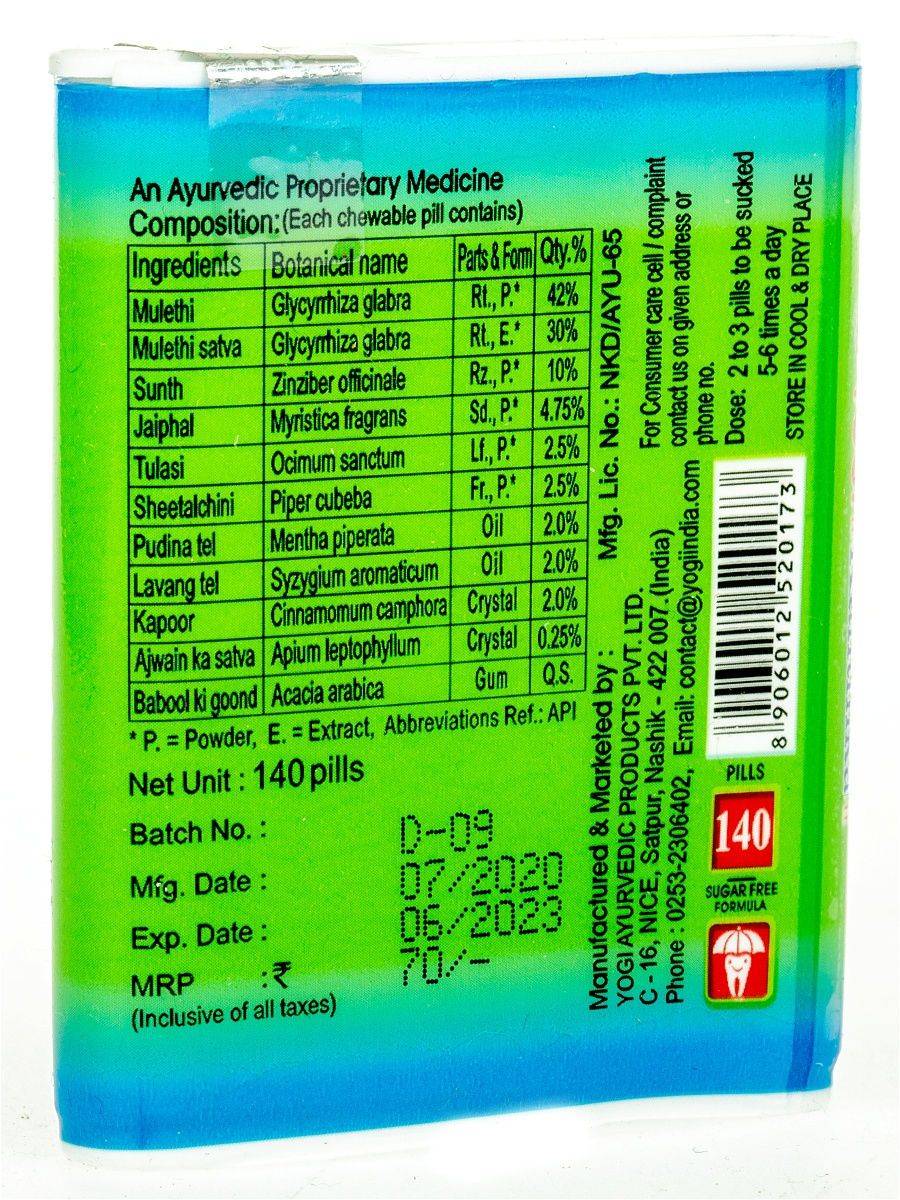 An Ayurvedic Proprietary Medicine
Composition:(Each chewable pill contains)
Ingredients Botanical name Parts & Form Qty.%
Mulethi Glycyrrhiza glabra Rt., P.* 42%
Mulethi satva Glycyrrhiza glabra Rt., E.* 30%
Sunth Zinziber officinale Rz., P.* 10%
Jaiphal Myristica fragrans Sd., P.* 4.75%
Tulasi Ocimum sanctum Lf., P.* 2.5%
Sheetalchini Piper cubeba Fr., P.* 2.5%
Pudina tel Mentha piperata Oil 2.0%
Lavang tel Syzygium aromaticum Oil 2.0%
Kapoor Cinnamomum camphora Crystal 2.0%
Ajwain ka satva Apium leptophyllum Crystal 0.25%
Babool ki goond Acacia arabica Gum Q.S.
* P. = Powder, E. = Extract, Abbreviations Ref.: API
Net Unit : 140 pills
Batch No. : D-09
Mfg. Date : 07/2020
Exp. Date : 06/2023
MRP :₹ 70/-
(Inclusive of all taxes)
Mfg. Lic. No.: NKD/AYU-65
Manufactured & Marketed by :
YOGI AYURVEDIC PRODUCTS PVT. LTD.
C - 16, NICE, Satpur, Nashik - 422 007. (India)
Phone : 0253-2306402, Email: contact@yogiindia.com
For Consumer care cell / complaint
contact us on given address or
phone no.
Dose: 2 to 3 pills to be sucked
5-6 times a day
STORE IN COOL & DRY PLACE
8 906012 520173
PILLS
140
SUGAR FREE
FORMULA